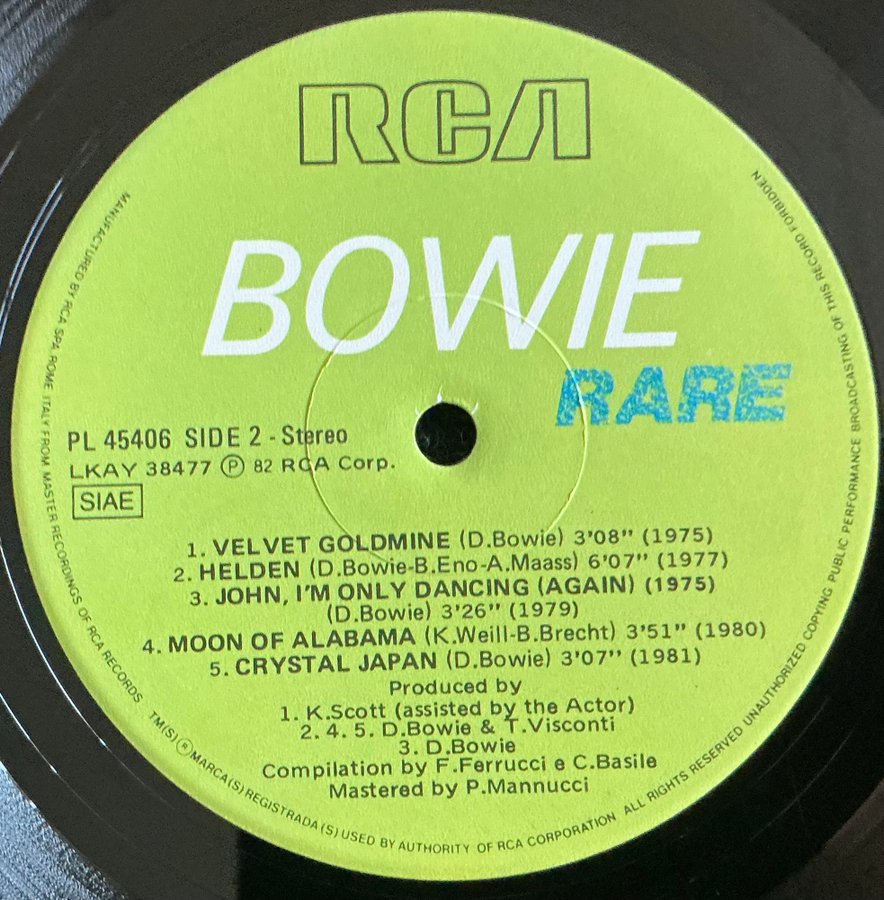 RCA
BOWIE
RARE
PL 45406 SIDE 2 - Stereo
LKAY 38477 Ⓟ 82 RCA Corp.
SIAE
1. VELVET GOLDMINE (D.Bowie) 3'08" (1975)
2. HELDEN (D.Bowie-B.Eno-A.Maass) 6'07" (1977)
3. JOHN, I'M ONLY DANCING (AGAIN) (1975)
(D.Bowie) 3'26" (1979)
4. MOON OF ALABAMA (K.Weill-B.Brecht) 3'51" (1980)
5. CRYSTAL JAPAN (D.Bowie) 3'07" (1981)
Produced by
1. K.Scott (assisted by the Actor)
2. 4. 5. D.Bowie & T.Visconti
3. D.Bowie
Compilation by F.Ferrucci e C.Basile
Mastered by P.Mannucci
MANUFACTURED BY RCA SPA ROME ITALY FROM MASTER RECORDINGS OF RCA RECORDS TM(S) ® MARCA(S) REGISTRADA(S) USED BY AUTHORITY OF RCA CORPORATION ALL RIGHTS RESERVED UNAUTHORIZED COPYING PUBLIC PERFORMANCE BROADCASTING OF THIS RECORD FORBIDDEN